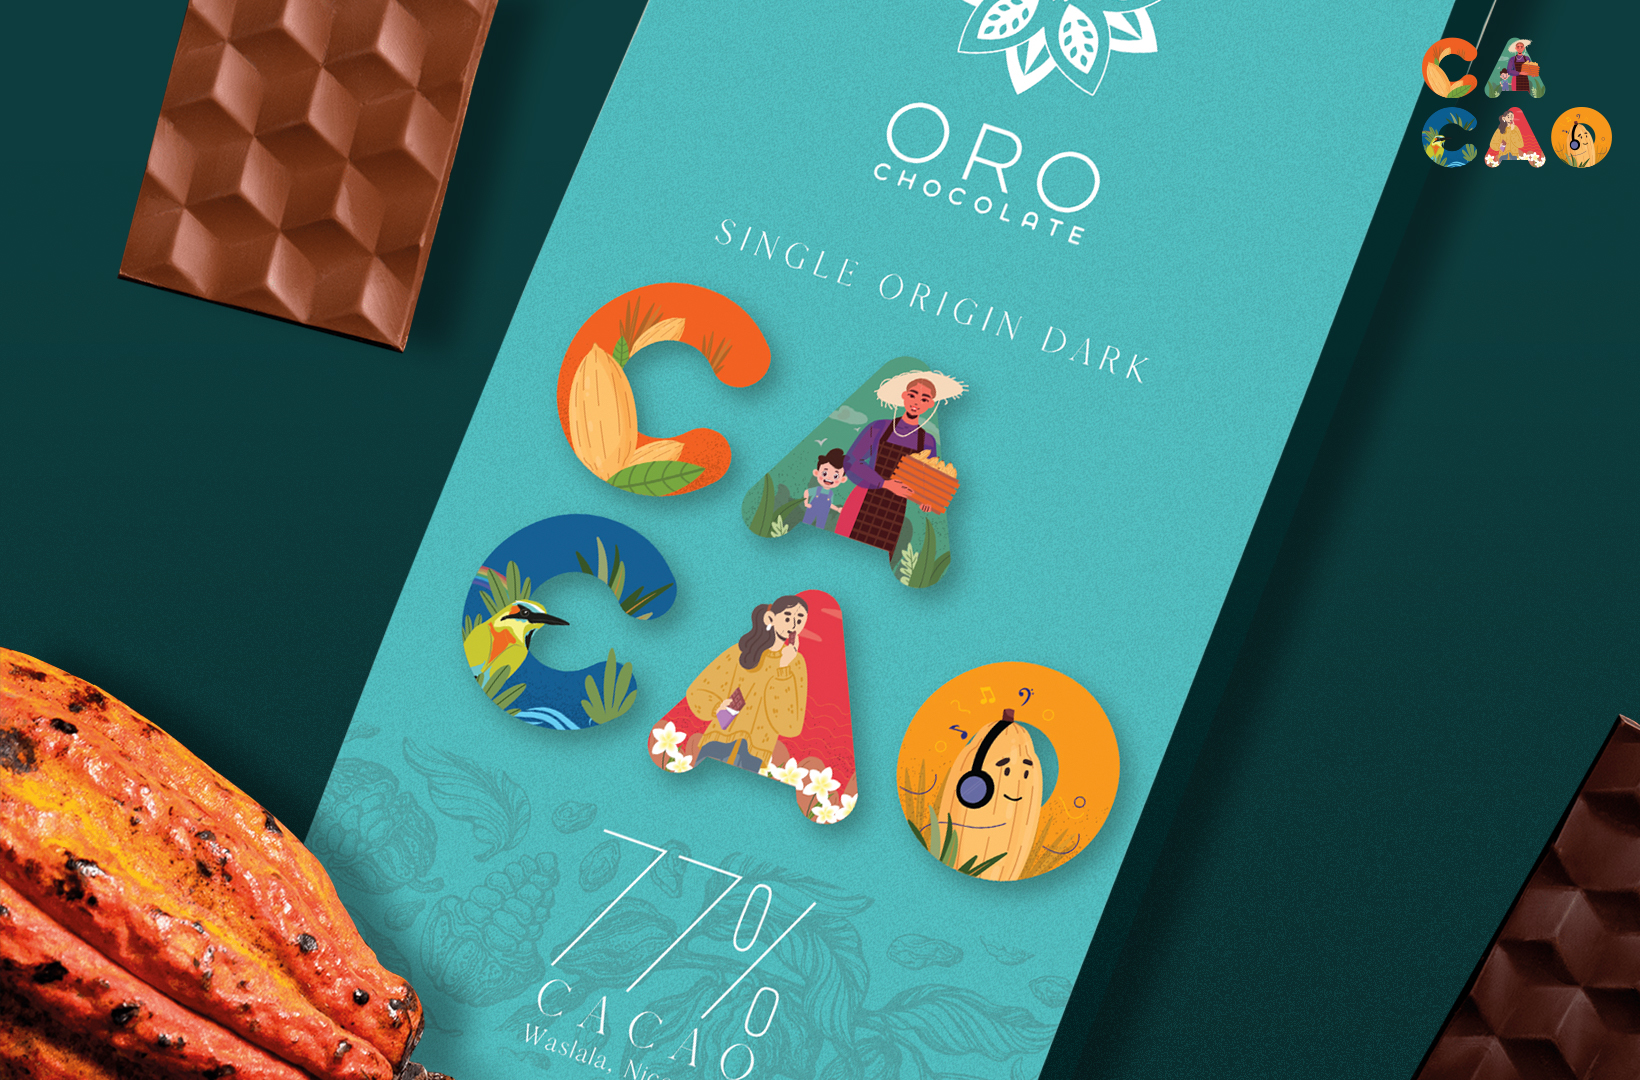 ORO
CHOCOLATE
SINGLE ORIGIN DARK
CA
CAO
77%
CACAO
Waslala,
CA
CAO